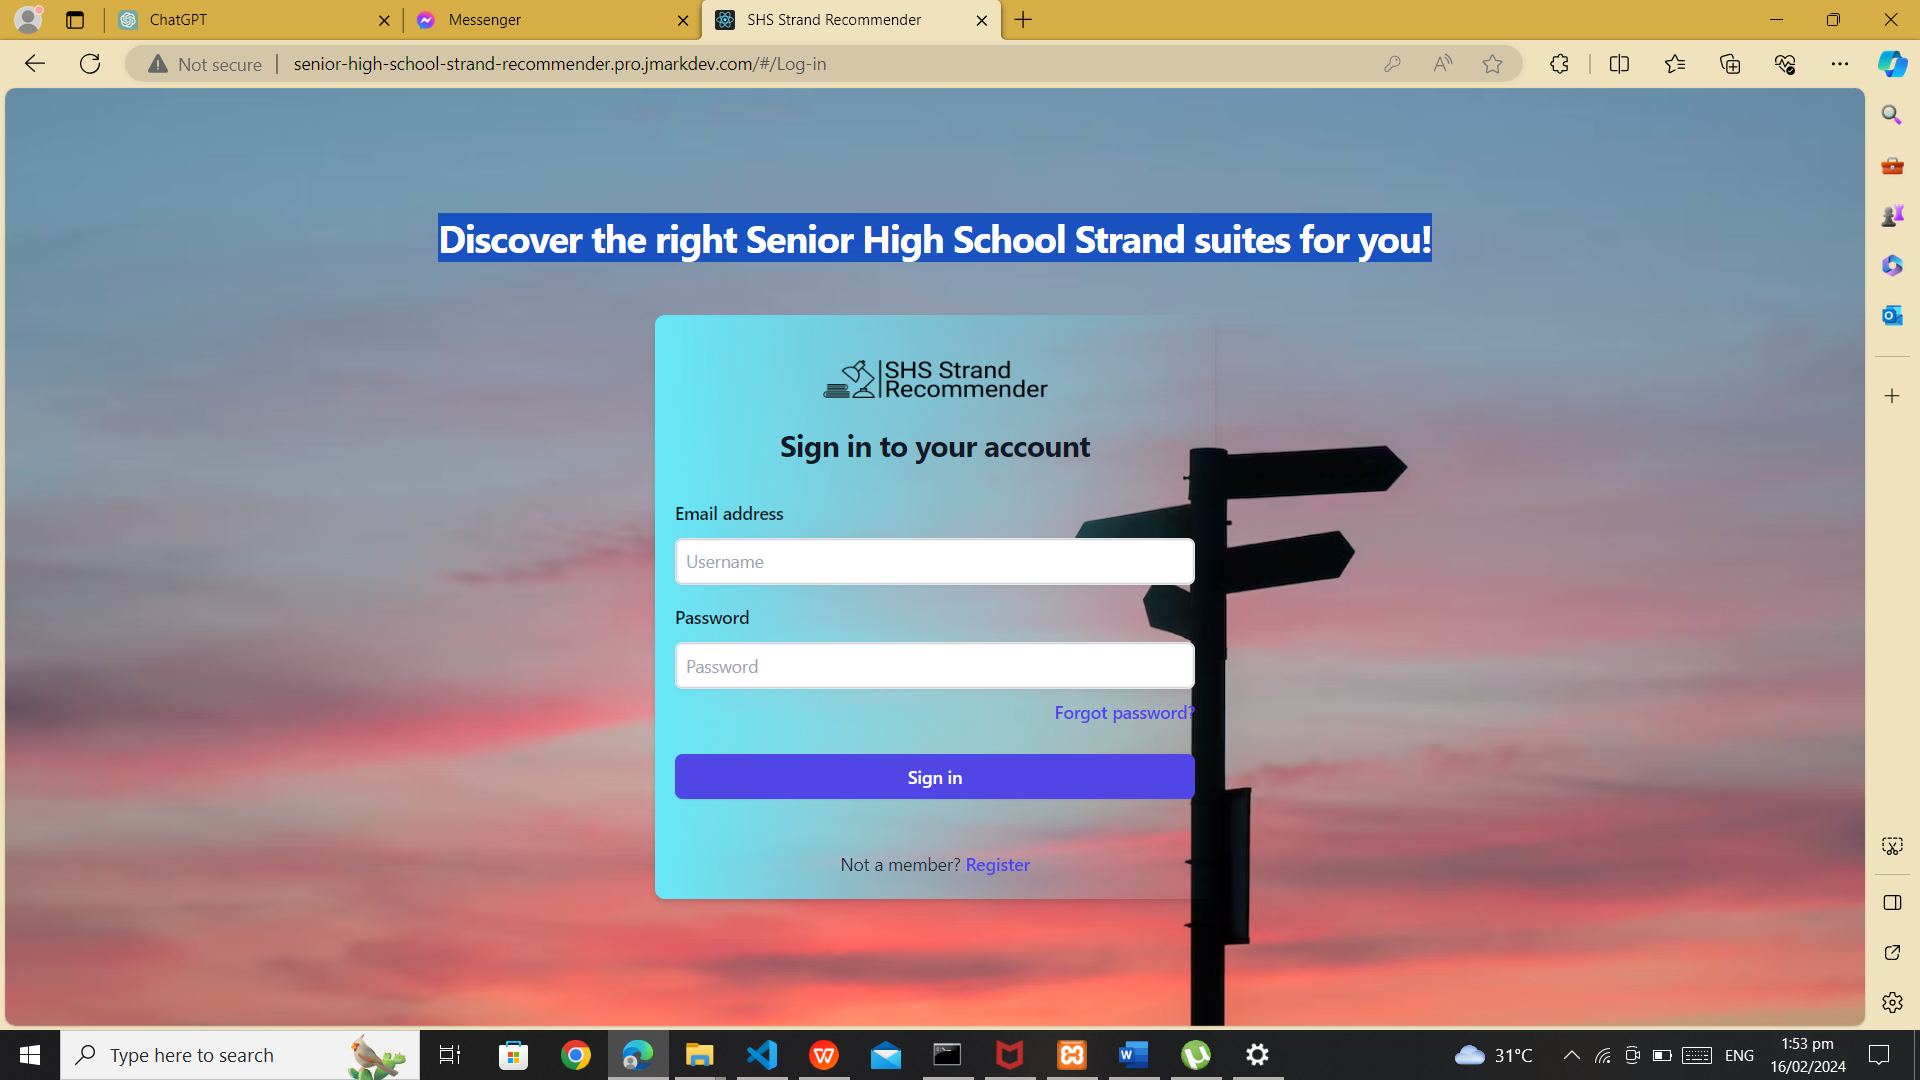 ChatGPT
Messenger
SHS Strand Recommender
Not secure
senior-high-school-strand-recommender.pro.jmarkdev.com/#/Log-in
Discover the right Senior High School Strand suites for you!
SHS Strand
Recommender
Sign in to your account
Email address
Username
Password
Password
Forgot password?
Sign in
Not a member? Register
Type here to search
31°C
ENG
1:53 pm
16/02/2024